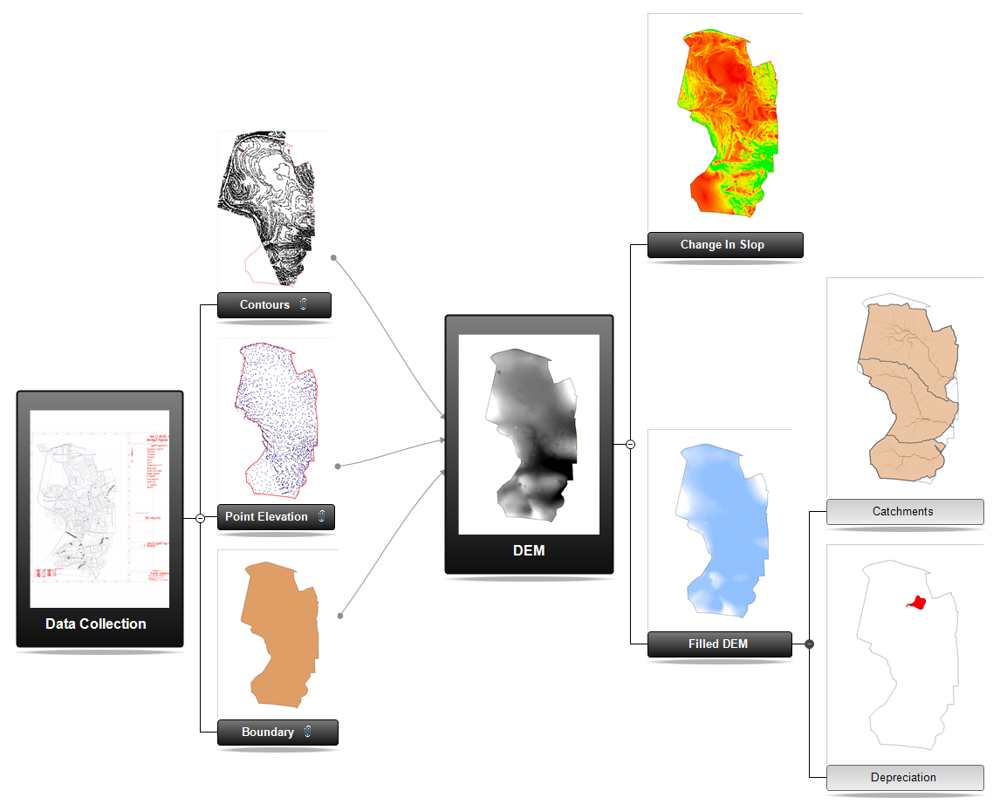 Data Collection
Contours
Point Elevation
Boundary
DEM
Change In Slop
Filled DEM
Catchments
Depreciation